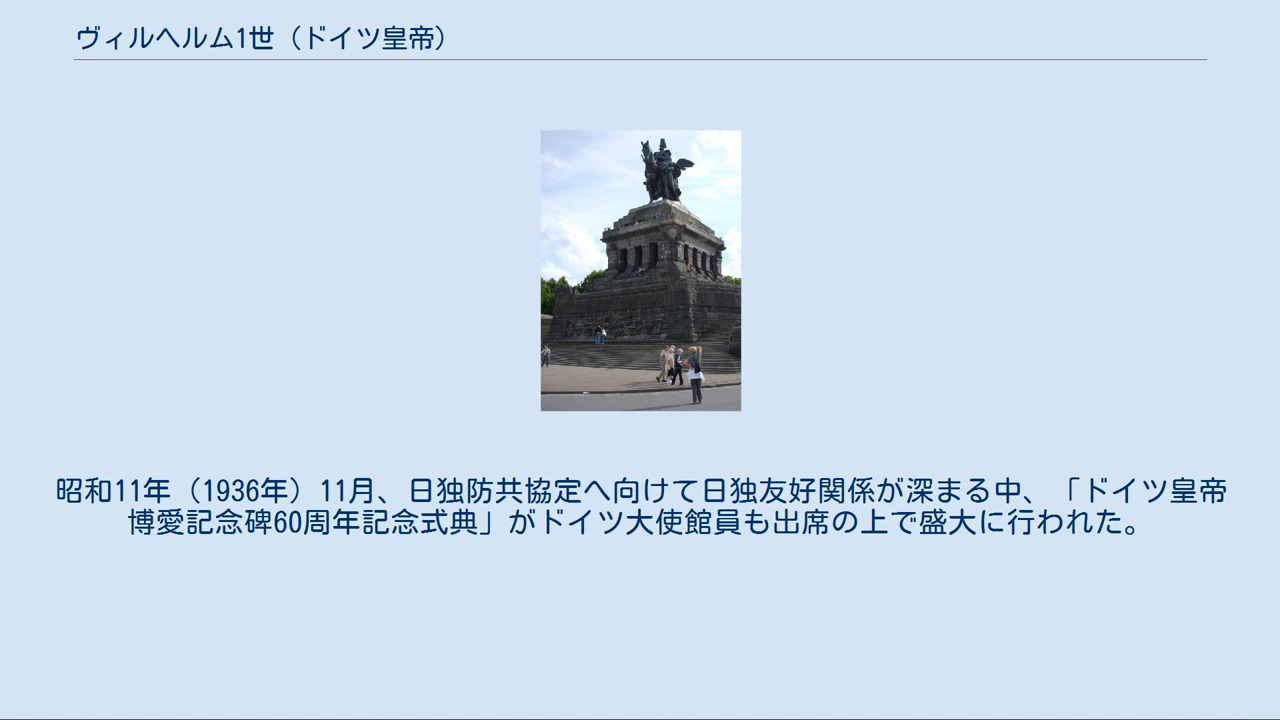 ヴィルヘルム1世（ドイツ皇帝）
昭和11年（1936年）11月、日独防共協定へ向けて日独友好関係が深まる中、「ドイツ皇帝
博愛記念碑60周年記念式典」がドイツ大使館員も出席の上で盛大に行われた。